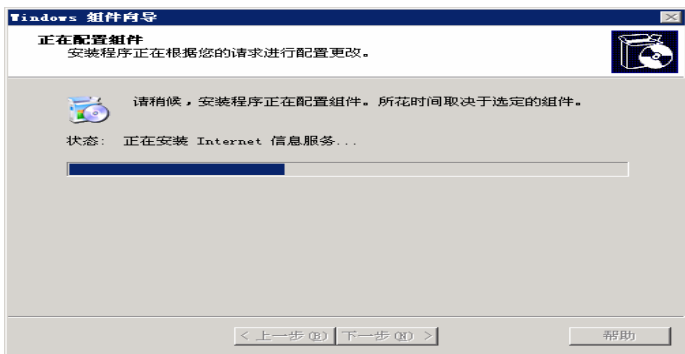 Windows 组件向导
正在配置组件
安装程序正在根据您的请求进行配置更改。
请稍候，安装程序正在配置组件。所花时间取决于选定的组件。
状态： 正在安装 Internet 信息服务...
< 上一步(B) 下一步(N) > 帮助